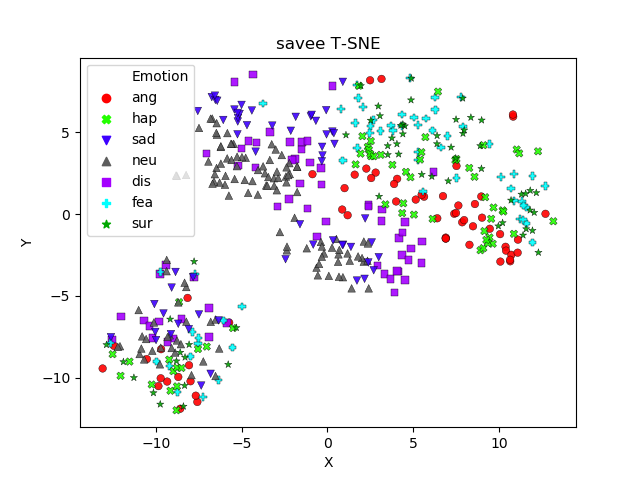 savee T-SNE
Emotion
ang
hap
sad
neu
dis
fea
sur
Y
5
0
−5
−10
−10 −5 0 5 10
X